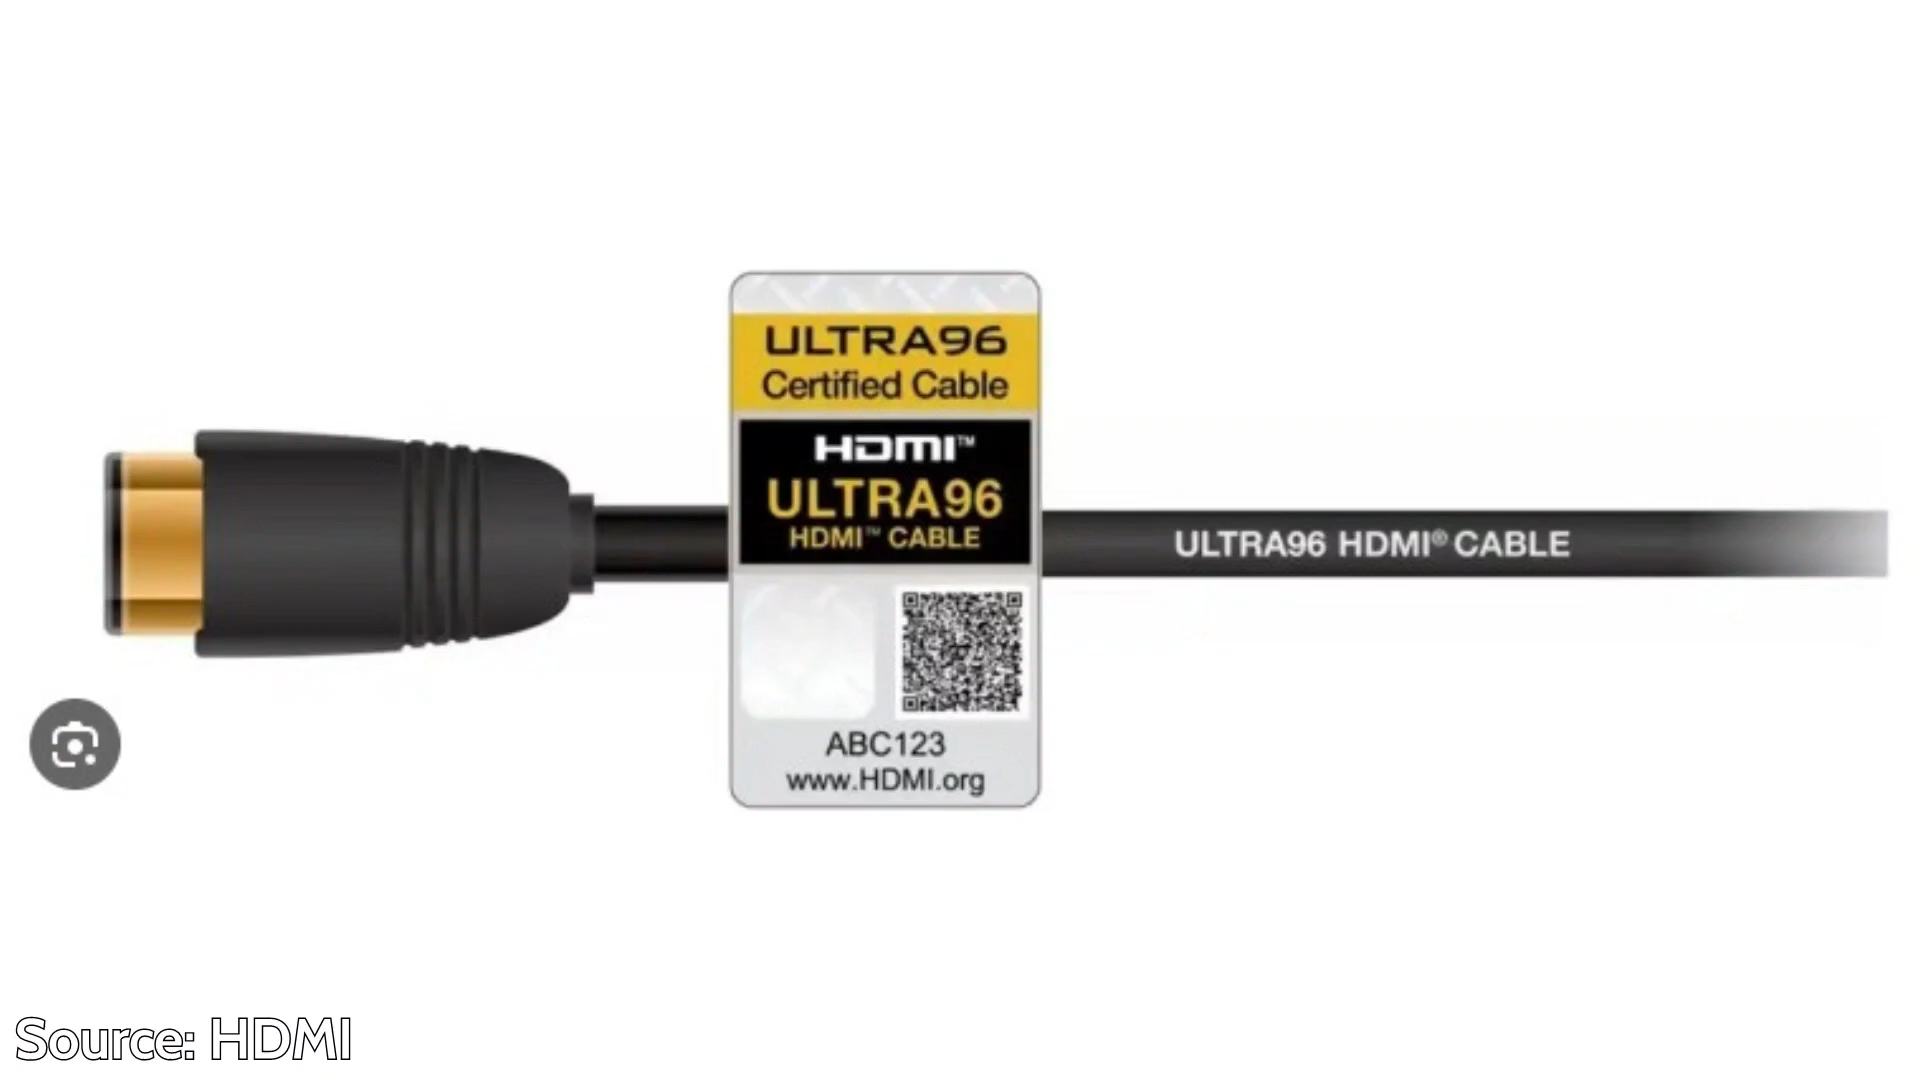 ULTRA96
Certified Cable
HDMI™
ULTRA96
HDMI™ CABLE
ULTRA96 HDMI® CABLE
ABC123
www.HDMI.org
Source: HDMI